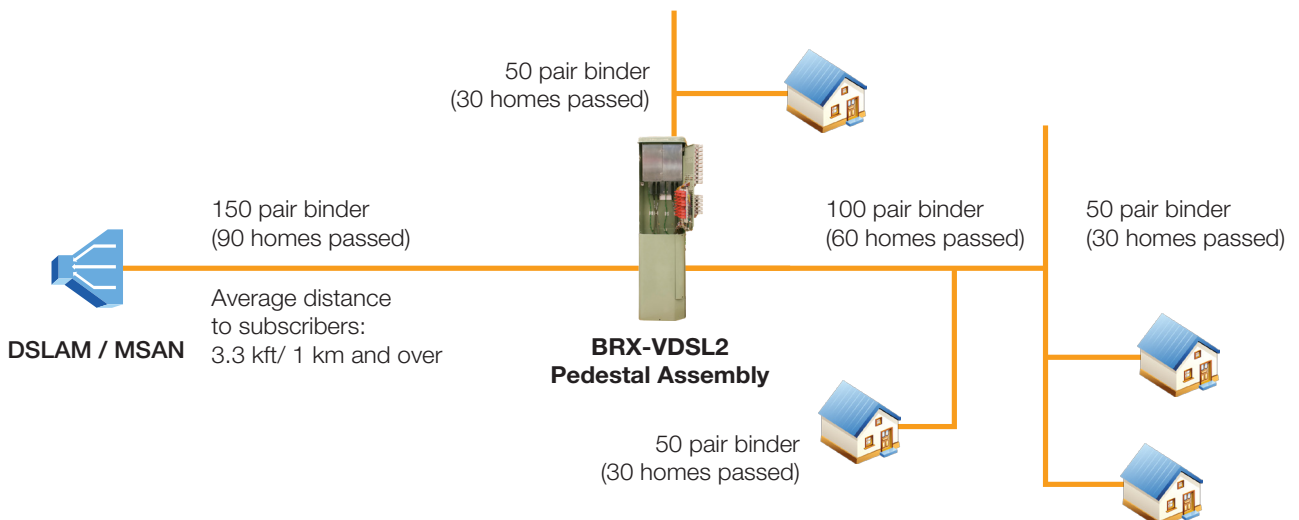 50 pair binder
(30 homes passed)
150 pair binder
(90 homes passed)
Average distance
to subscribers:
3.3 kft/ 1 km and over
DSLAM / MSAN
BRX-VDSL2
Pedestal Assembly
100 pair binder
(60 homes passed)
50 pair binder
(30 homes passed)
50 pair binder
(30 homes passed)